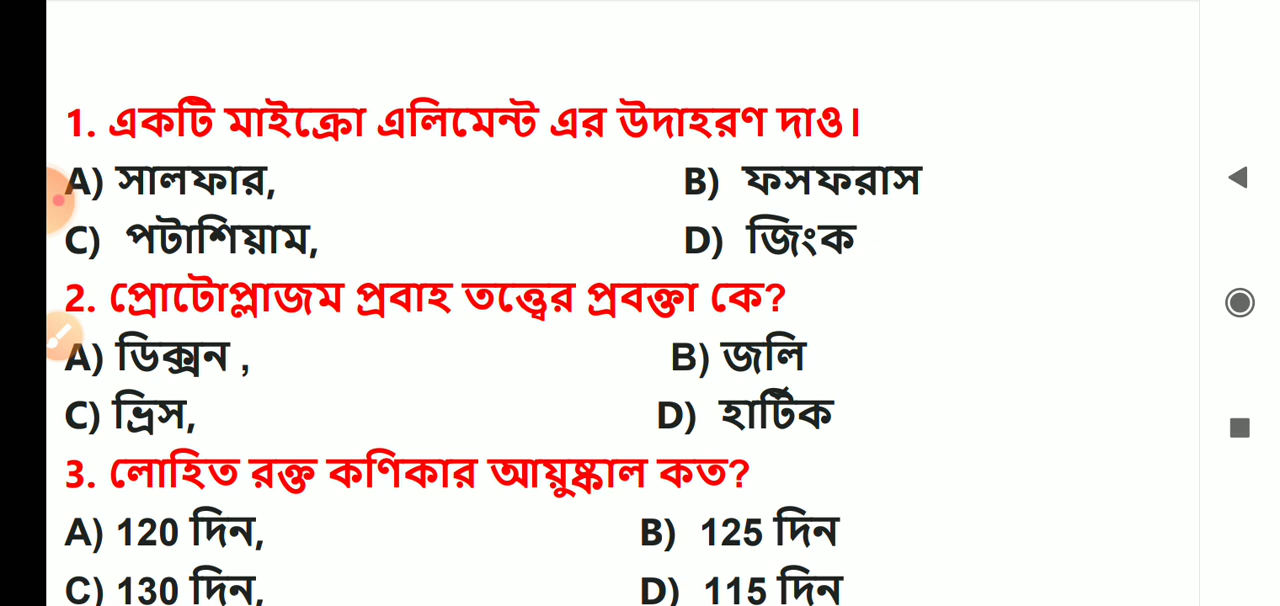 1. একটি মাইক্রো এলিমেন্ট এর উদাহরণ দাও।
A) সালফার, B) ফসফরাস
C) পটাশিয়াম, D) জিংক
2. প্রোটোপ্লাজম প্রবাহ তত্ত্বের প্রবক্তা কে?
A) ডিক্সন , B) জলি
C) ভ্রিস, D) হার্টিক
3. লোহিত রক্ত কণিকার আয়ুষ্কাল কত?
A) 120 দিন, B) 125 দিন
C) 130 দিন, D) 115 দিন